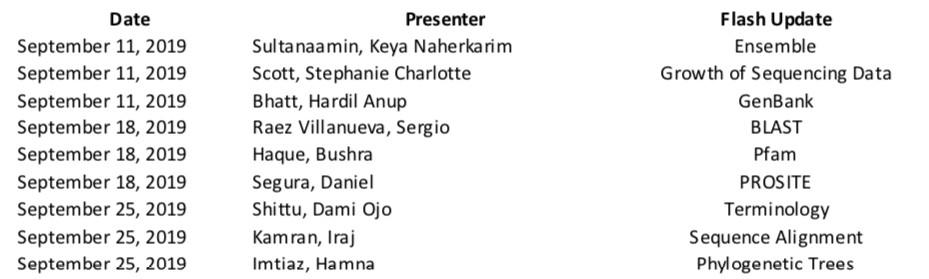 Date Presenter Flash Update
September 11, 2019 Sultanaamin, Keya Naherkarim Ensemble
September 11, 2019 Scott, Stephanie Charlotte Growth of Sequencing Data
September 11, 2019 Bhatt, Hardil Anup GenBank
September 18, 2019 Raez Villanueva, Sergio BLAST
September 18, 2019 Haque, Bushra Pfam
September 18, 2019 Segura, Daniel PROSITE
September 25, 2019 Shittu, Dami Ojo Terminology
September 25, 2019 Kamran, Iraj Sequence Alignment
September 25, 2019 Imtiaz, Hamna Phylogenetic Trees